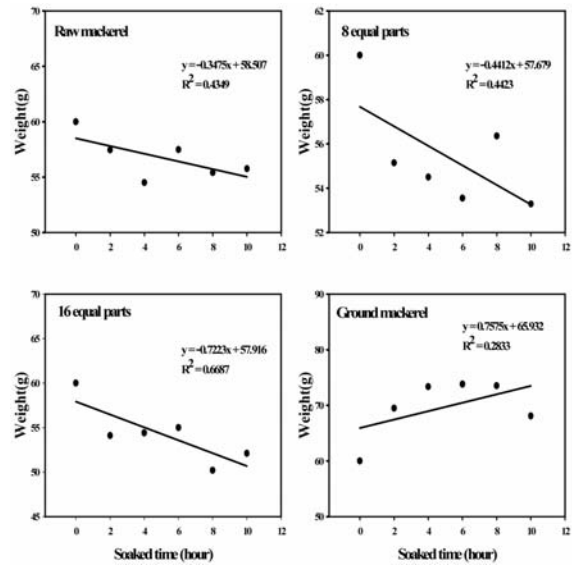 Raw mackerel
y = -0.3475x + 58.507
R² = 0.4349
Weight(g)
70
65
60
55
50
0 2 4 6 8 10 12
8 equal parts
y = -0.4412x + 57.679
R² = 0.4423
Weight(g)
62
60
58
56
54
52
0 2 4 6 8 10 12
16 equal parts
y = -0.7223x + 57.916
R² = 0.6687
Weight(g)
70
65
60
55
50
45
0 2 4 6 8 10 12
Soaked time (hour)
Ground mackerel
y = 0.7575x + 65.932
R² = 0.2833
Weight(g)
90
80
70
60
50
0 2 4 6 8 10 12
Soaked time (hour)